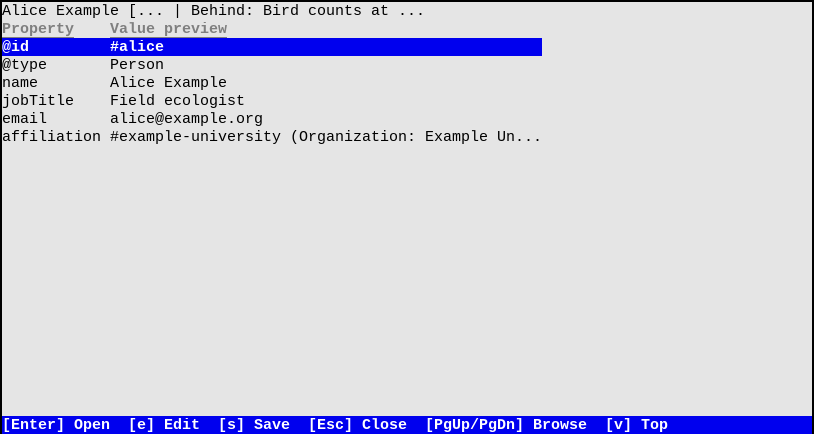 Alice Example [... | Behind: Bird counts at ...
Property    Value preview
@id         #alice
@type       Person
name        Alice Example
jobTitle    Field ecologist
email       alice@example.org
affiliation #example-university (Organization: Example Un...
[Enter] Open  [e] Edit  [s] Save  [Esc] Close  [PgUp/PgDn] Browse  [v] Top